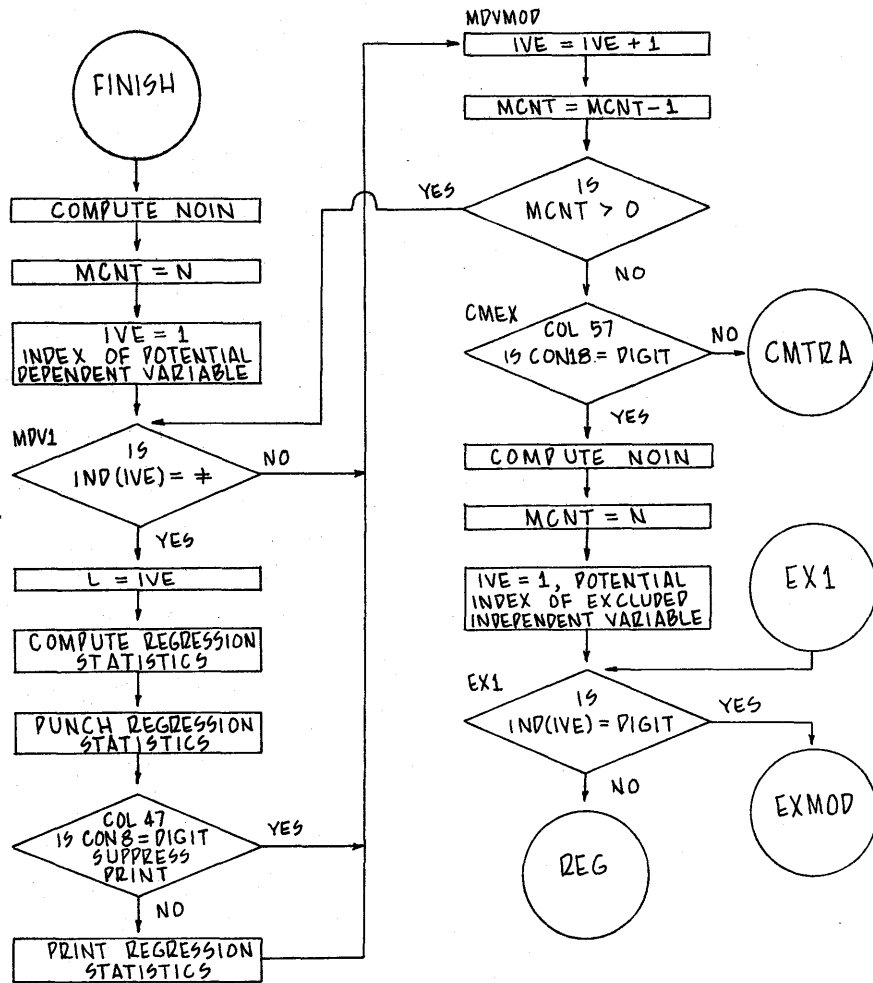 FINISH
COMPUTE NOIN
MCNT = N
IVE = 1
INDEX OF POTENTIAL
DEPENDENT VARIABLE
MDV1
IS
IND(IVE) = ≠
NO
YES
L = IVE
COMPUTE REGRESSION
STATISTICS
PUNCH REGRESSION
STATISTICS
COL 47
IS CON8 = DIGIT
SUPPRESS
PRINT
YES
NO
PRINT REGRESSION
STATISTICS
MDVMOD
IVE = IVE + 1
MCNT = MCNT-1
IS
MCNT > 0
YES
NO
CMEX
COL 57
IS CON18 = DIGIT
NO
CMTRA
YES
COMPUTE NOIN
MCNT = N
IVE = 1, POTENTIAL
INDEX OF EXCLUDED
INDEPENDENT VARIABLE
EX1
EX1
IS
IND(IVE) = DIGIT
YES
NO
EXMOD
REG